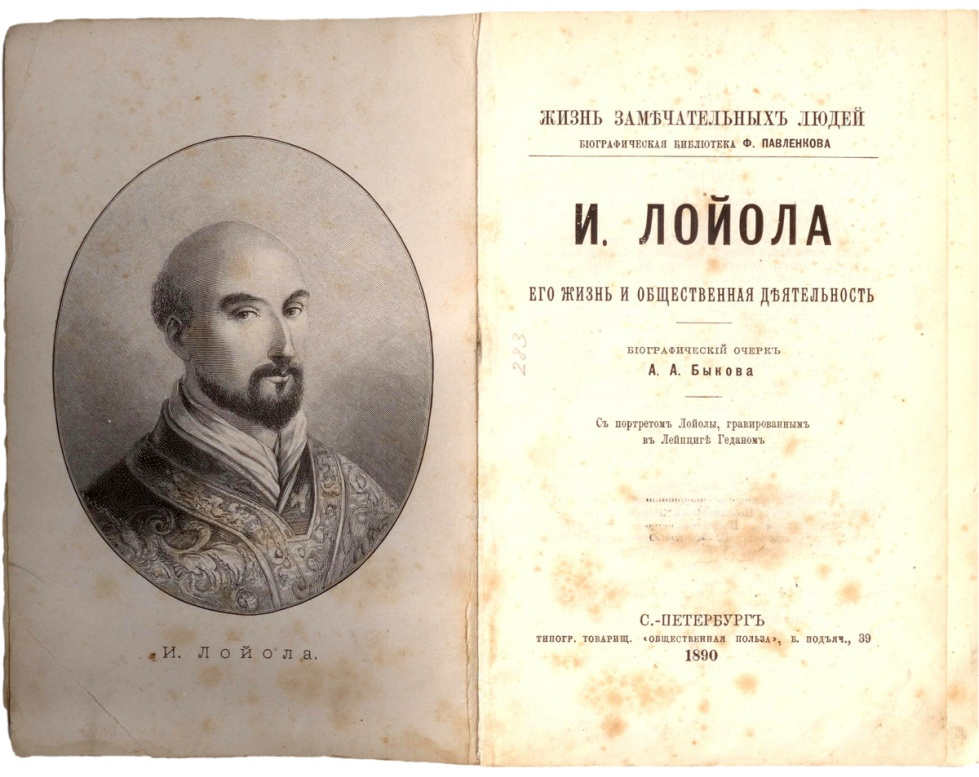 И. Лойола.
ЖИЗНЬ ЗАМѢЧАТЕЛЬНЫХЪ ЛЮДЕЙ
БІОГРАФИЧЕСКАЯ БИБЛІОТЕКА Ф. ПАВЛЕНКОВА
И. ЛОЙОЛА
ЕГО ЖИЗНЬ И ОБЩЕСТВЕННАЯ ДѢЯТЕЛЬНОСТЬ
283
БІОГРАФИЧЕСКІЙ ОЧЕРКЪ
А. А. Быкова
Съ портретомъ Лойолы, гравированнымъ
въ Лейпцигѣ Геданомъ
С.-ПЕТЕРБУРГЪ
ТИПОГР. ТОВАРИЩ. «ОБЩЕСТВЕННАЯ ПОЛЬЗА», Б. ПОДЪЯЧ., 39
1890